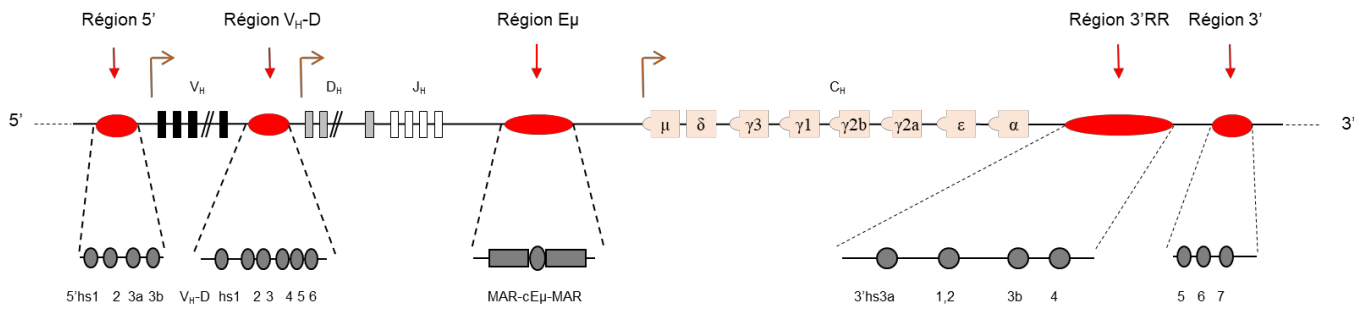 Région 5’ Région VH-D Région Eµ Région 3’RR Région 3’
VH DH JH CH
5’ µ δ γ3 γ1 γ2b γ2a ε α 3’
5’hs1 2 3a 3b VH-D hs1 2 3 4 5 6 MAR-cEµ-MAR 3’hs3a 1,2 3b 4 5 6 7